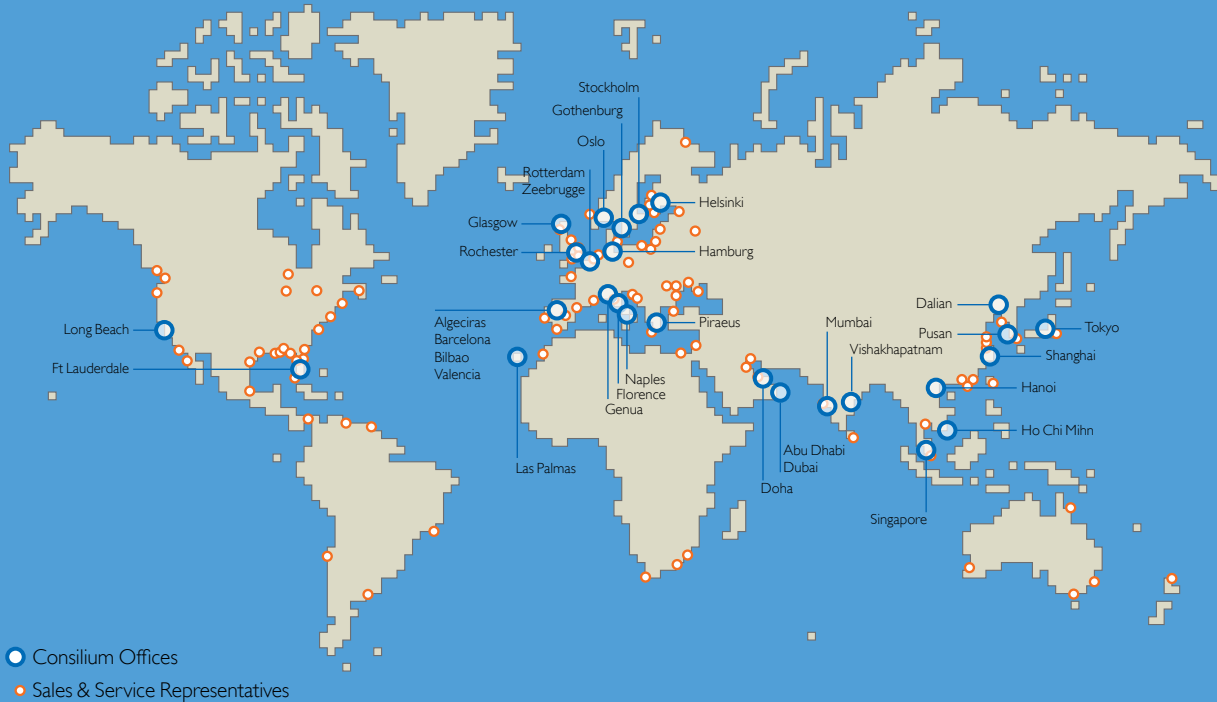 Stockholm
Gothenburg
Oslo
Rotterdam
Zeebrugge
Helsinki
Glasgow
Rochester
Hamburg
Dalian
Long Beach
Algeciras
Barcelona
Bilbao
Valencia
Piraeus
Mumbai
Pusan
Tokyo
Vishakhapatnam
Shanghai
Ft Lauderdale
Naples
Florence
Genua
Hanoi
Ho Chi Mihn
Abu Dhabi
Dubai
Las Palmas
Doha
Singapore
Consilium Offices
Sales & Service Representatives